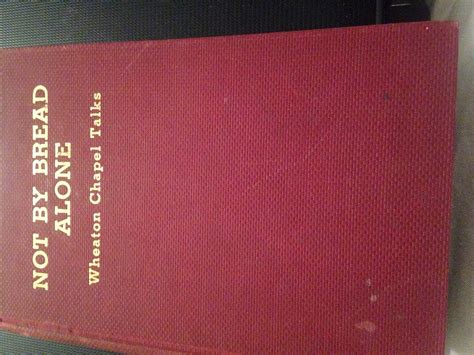 NOT BY BREAD
ALONE
Wheaton Chapel Talks